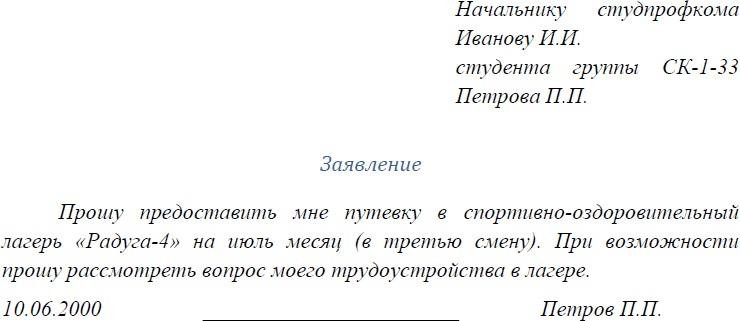 Начальнику студпрофкома
Иванову И.И.
студента группы СК-1-33
Петрова П.П.
Заявление
Прошу предоставить мне путевку в спортивно-оздоровительный
лагерь «Радуга-4» на июль месяц (в третью смену). При возможности
прошу рассмотреть вопрос моего трудоустройства в лагере.
10.06.2000 ________________________ Петров П.П.